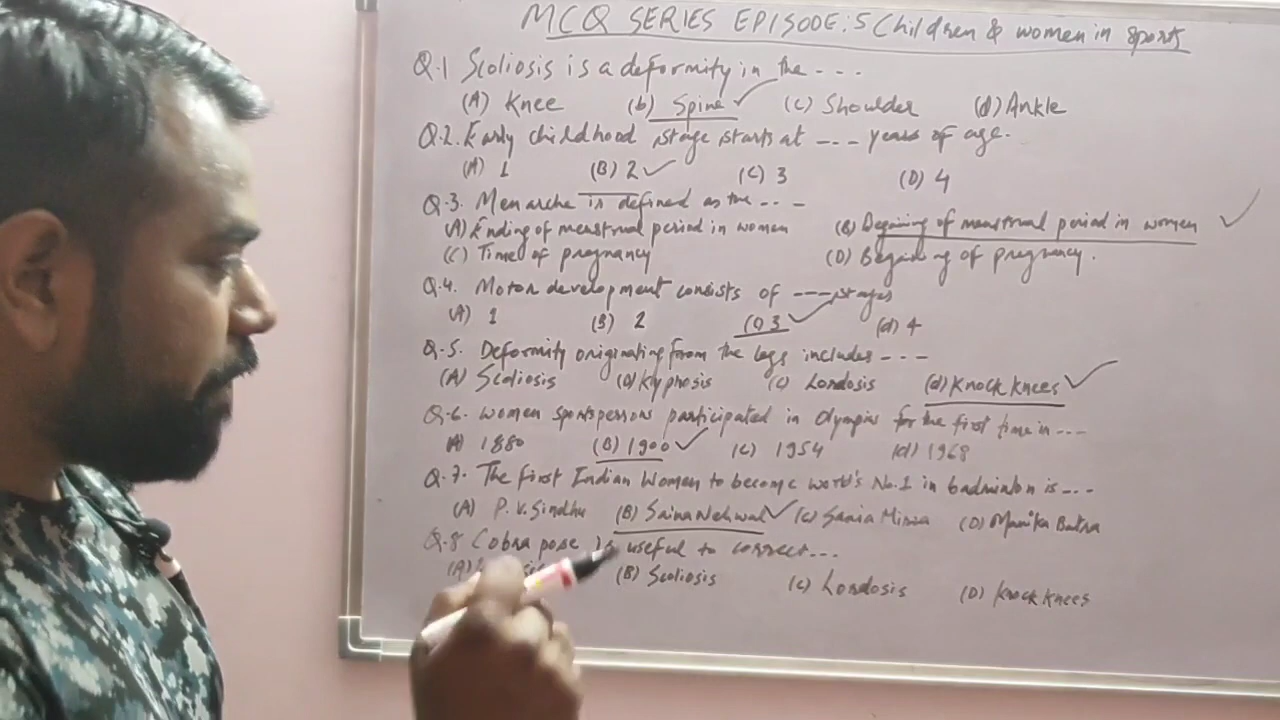 MCQ SERIES EPISODE:5 Children & women in sports
Q.1 Scoliosis is a deformity in the ---
(A) Knee (b) Spine ✓ (C) Shoulder (d) Ankle
Q.2. Early childhood stage starts at --- years of age.
(A) 1 (B) 2 ✓ (C) 3 (D) 4
Q.3. Menarche is defined as the ---
(A) Ending of menstrual period in women (B) Begining of menstrual period in women ✓
(C) Time of pregnancy (D) Begining of pregnancy.
Q.4. Motor development consists of --- stages
(A) 1 (B) 2 (C) 3 ✓ (d) 4
Q.5. Deformity originating from the legs includes ---
(A) Scoliosis (B) Kyphosis (C) Lordosis (d) Knock knees ✓
Q.6. Women sportspersons participated in Olympics for the first time in ---
(A) 1880 (B) 1900 ✓ (C) 1954 (d) 1968
Q.7. The first Indian Women to become world's No.1 in badminton is ---
(A) P.V. Sindhu (B) Saina Nehwal ✓ (C) Sania Mirza (D) Manika Batra
Q.8 Cobra pose is useful to correct ---
(A) (B) Scoliosis (C) Lordosis (D) Knock knees